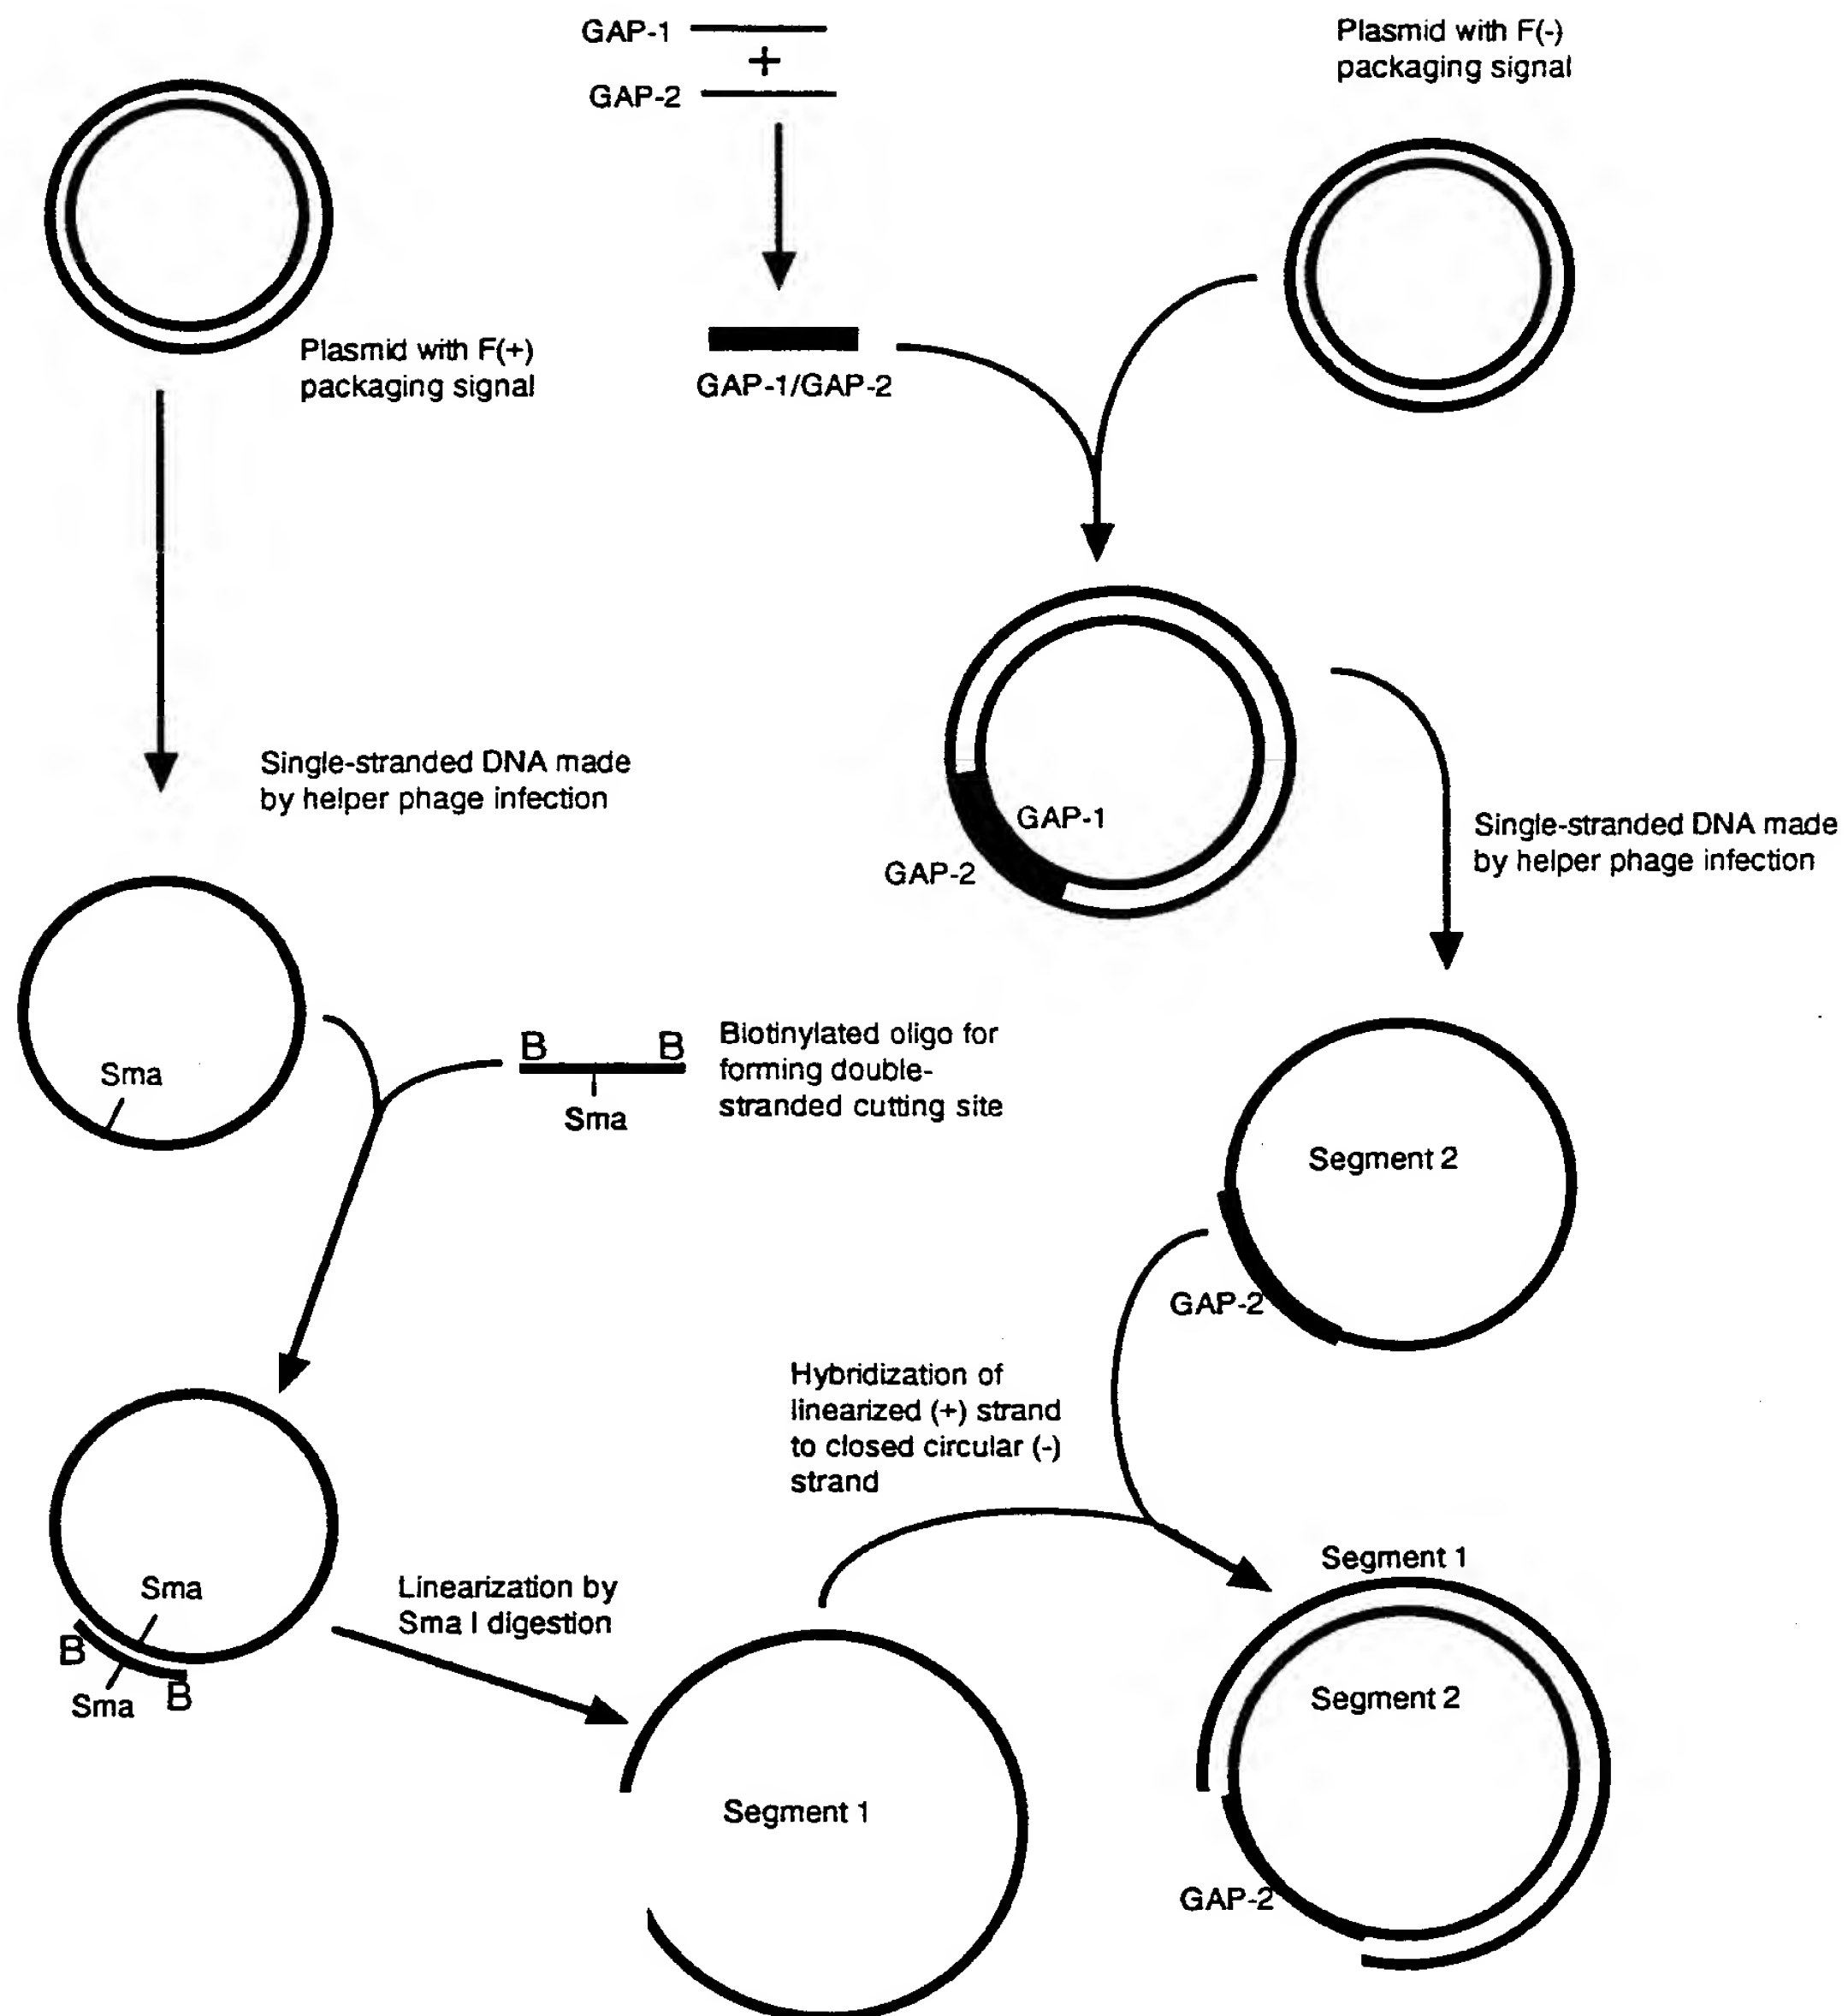 GAP-1
+
GAP-2
Plasmid with F(-)
packaging signal
Plasmid with F(+)
packaging signal
GAP-1/GAP-2
Single-stranded DNA made
by helper phage infection
GAP-1
GAP-2
Single-stranded DNA made
by helper phage infection
Sma
B B
Sma
Biotinylated oligo for
forming double-
stranded cutting site
Segment 2
GAP-2
Hybridization of
linearized (+) strand
to closed circular (-)
strand
Sma
B
Sma
B
Linearization by
Sma I digestion
Segment 1
Segment 1
Segment 2
GAP-2